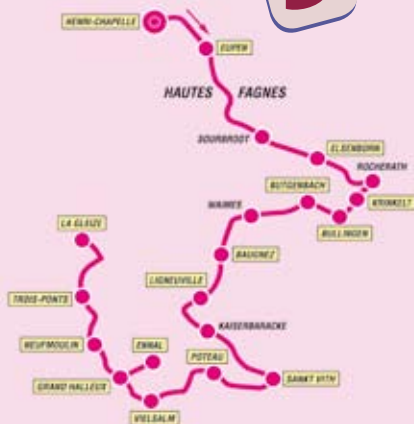 HENRI-CHAPELLE
EUPEN
HAUTES FAGNES
SOURBRODT
ELSENBORN
ROCHERATH
BUTGENBACH
KRINKELT
WAIMES
BULLINGEN
LA GLEIZE
BAUGNEZ
LIGNEUVILLE
TROIS-PONTS
KAISERBARACKE
NEUFMOULIN
ENNAL
POTEAU
GRAND HALLEUX
SANKT VITH
VIELSALM